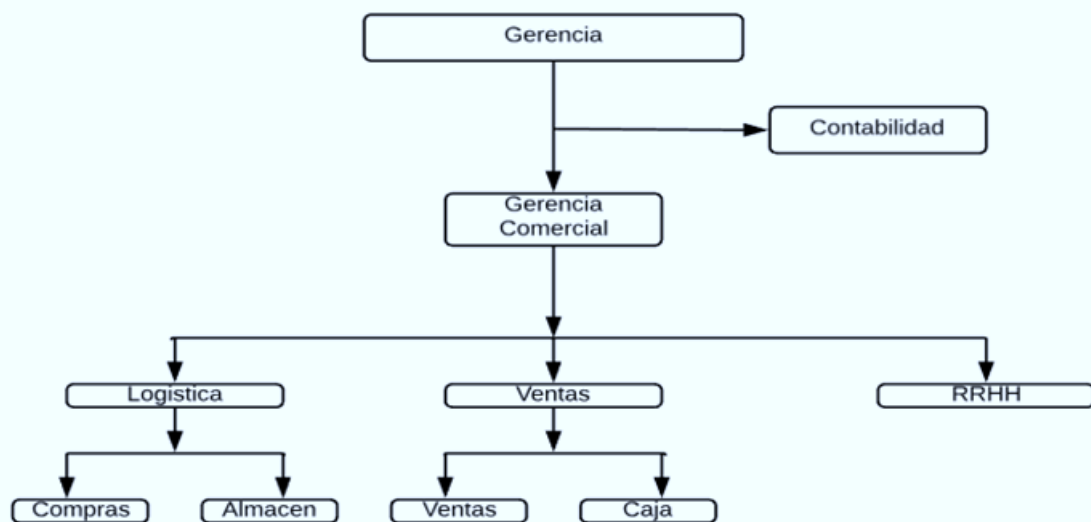 Gerencia
Contabilidad
Gerencia
Comercial
Logistica
Ventas
RRHH
Compras
Almacen
Ventas
Caja